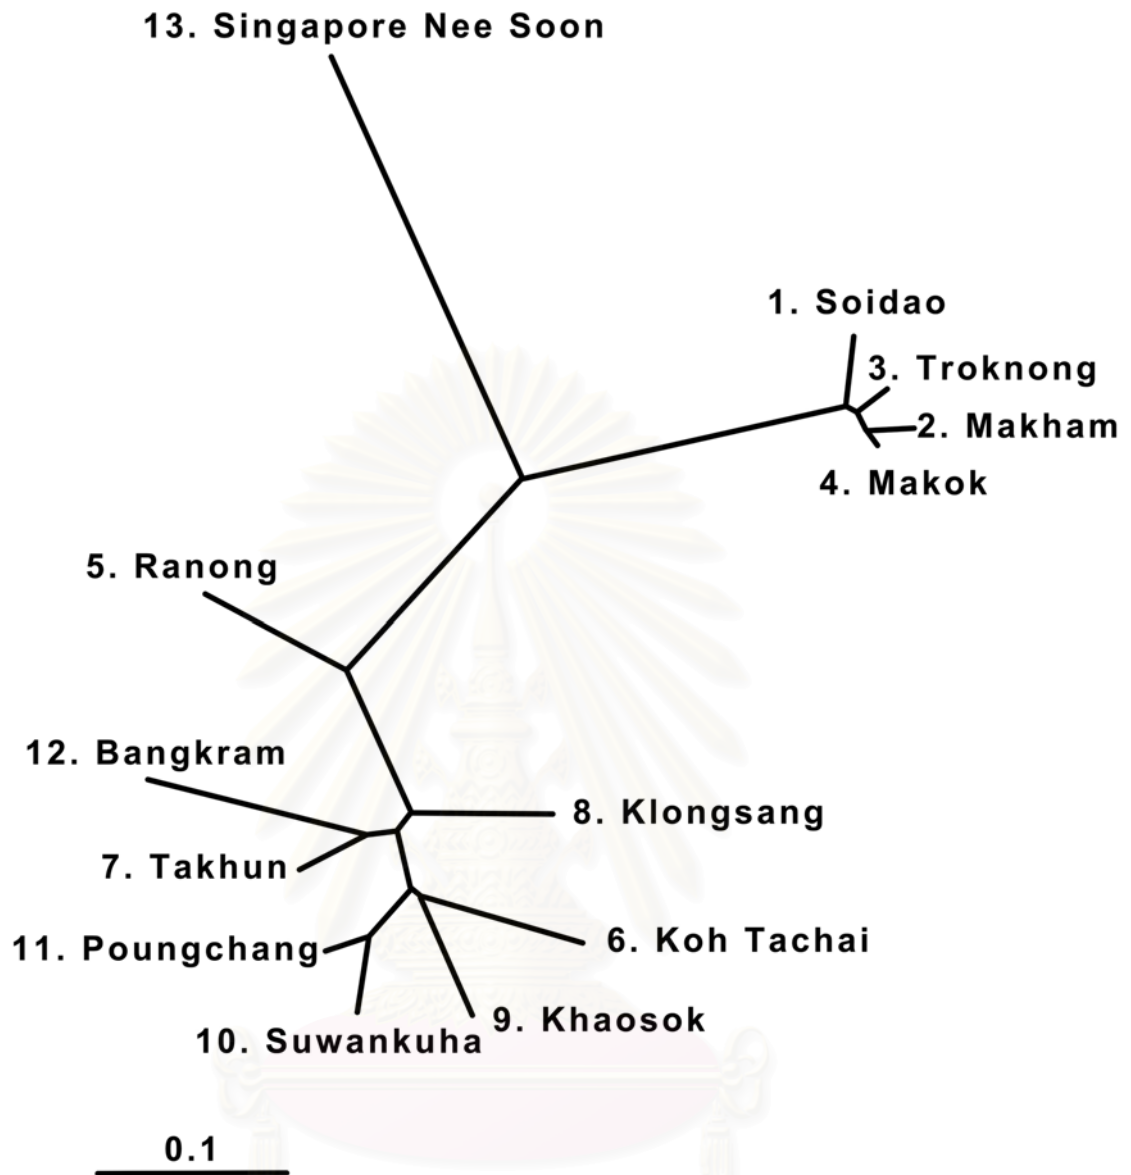 13. Singapore Nee Soon
1. Soidao
3. Troknong
2. Makham
4. Makok
5. Ranong
12. Bangkram
8. Klongsang
7. Takhun
6. Koh Tachai
11. Poungchang
9. Khaosok
10. Suwankuha
0.1